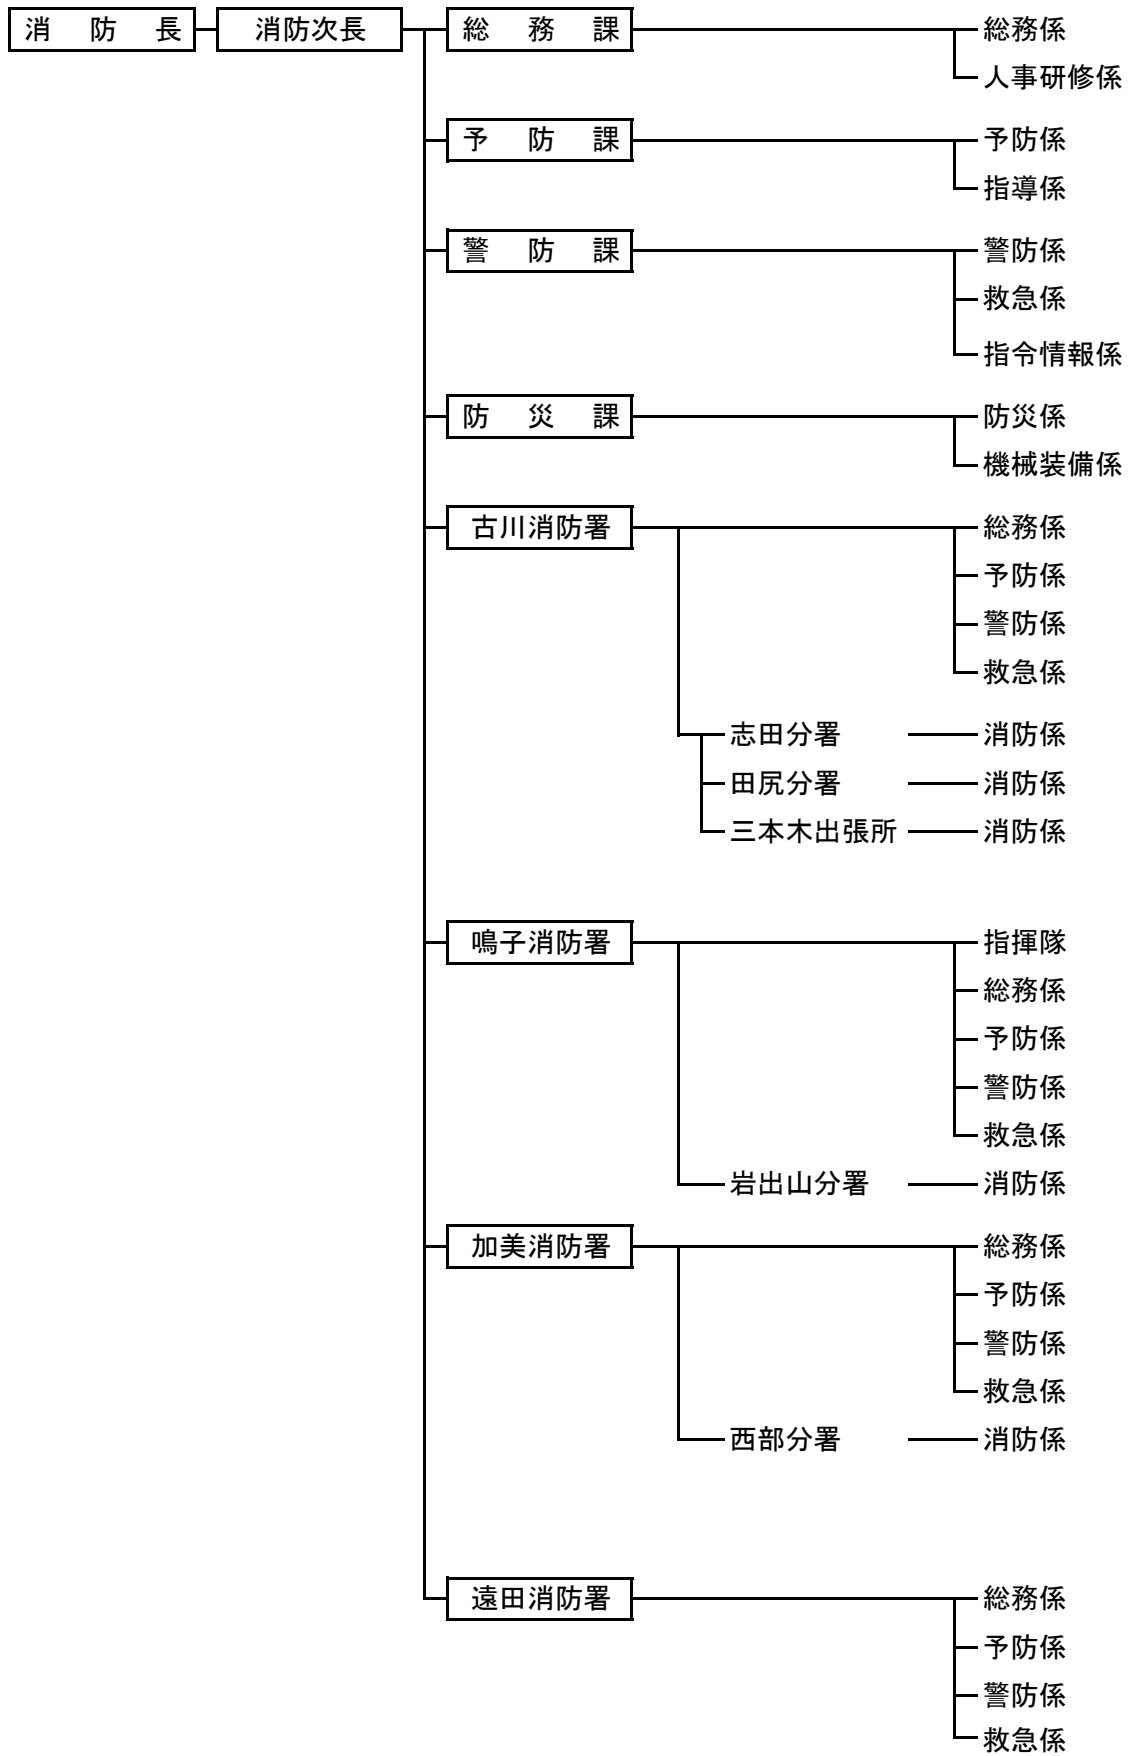 消防長 消防次長 総務課 総務係
人事研修係
予防課 予防係
指導係
警防課 警防係
救急係
指令情報係
防災課 防災係
機械装備係
古川消防署 総務係
予防係
警防係
救急係
志田分署 消防係
田尻分署 消防係
三本木出張所 消防係
鳴子消防署 指揮隊
総務係
予防係
警防係
救急係
岩出山分署 消防係
加美消防署 総務係
予防係
警防係
救急係
西部分署 消防係
遠田消防署 総務係
予防係
警防係
救急係